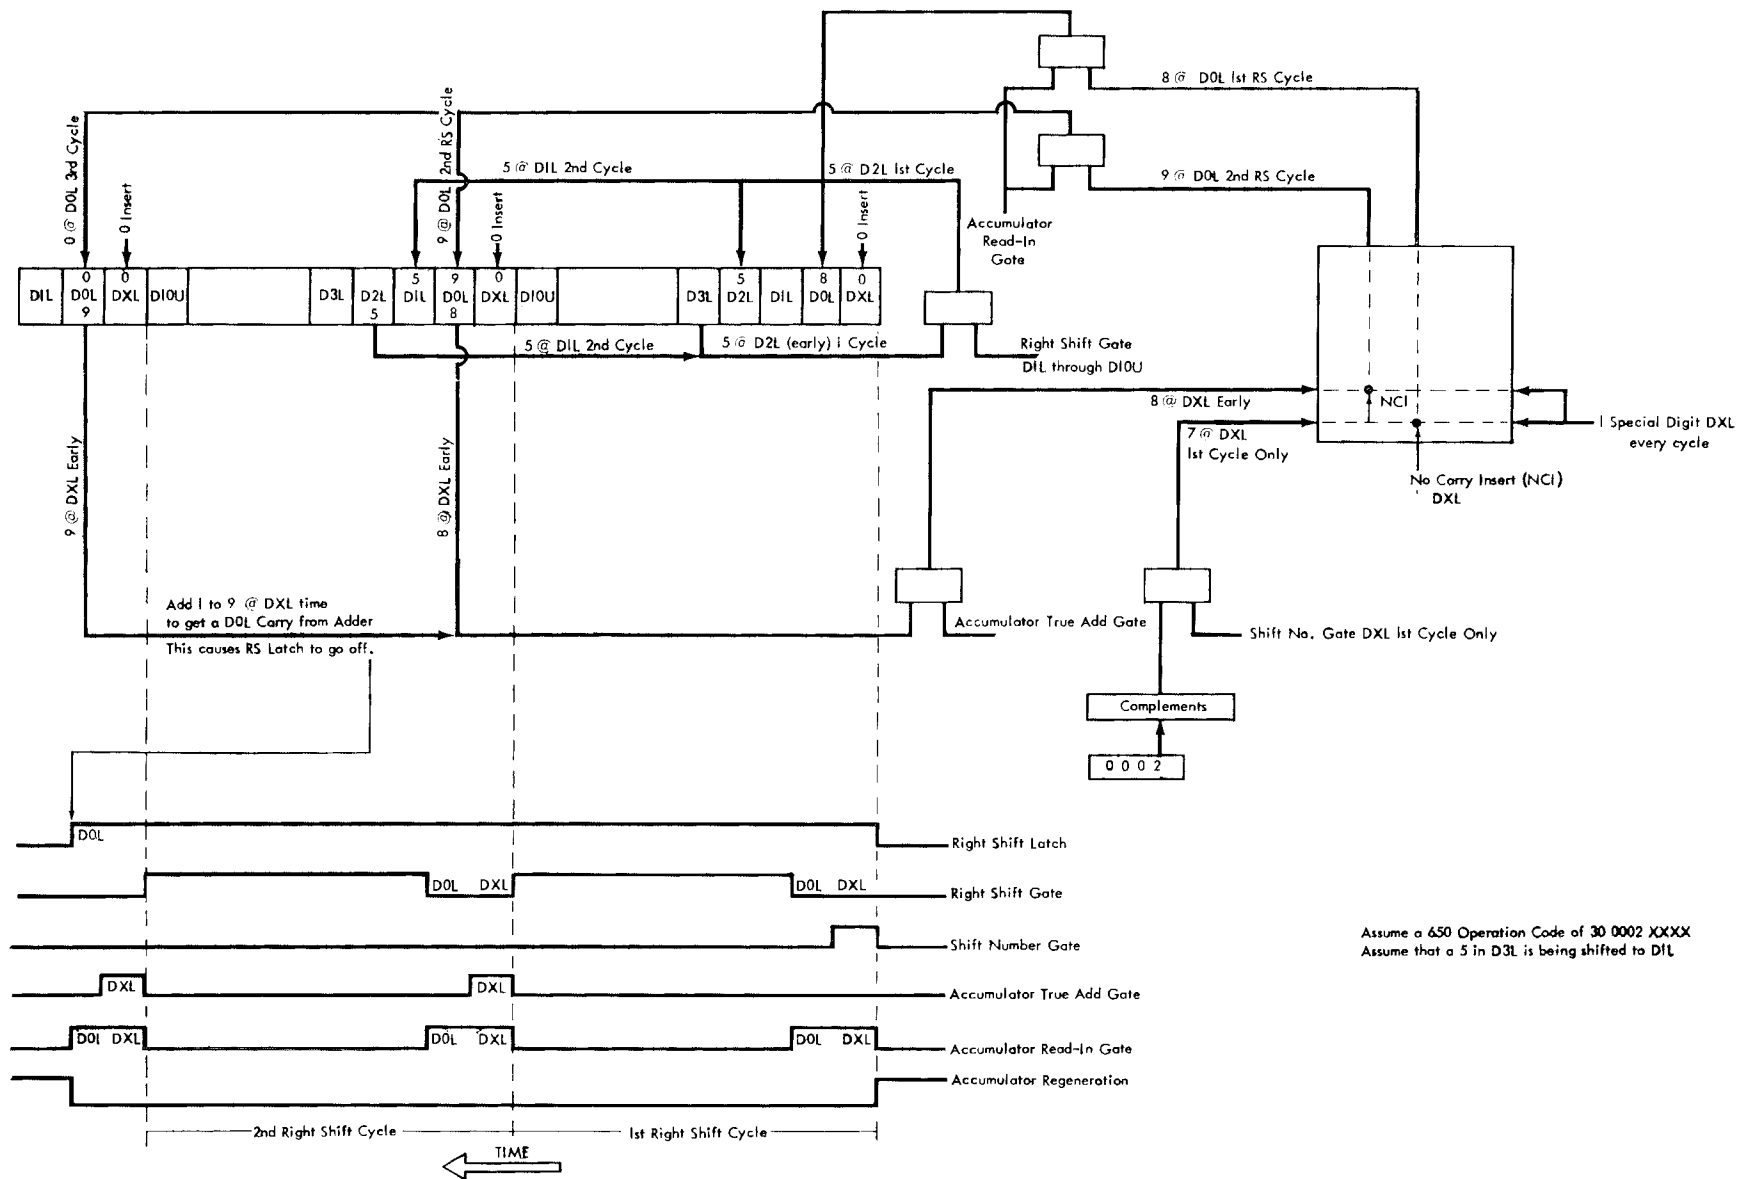 8 @ D0L 1st RS Cycle
0 @ D0L 3rd Cycle
0 Insert
9 @ D0L 2nd RS Cycle
0 Insert
5 @ D1L 2nd Cycle
5 @ D2L 1st Cycle
0 Insert
9 @ D0L 2nd RS Cycle
Accumulator
Read-In
Gate
0 0 5 9 0 5 8 0
D1L D0L DXL D10U D3L D2L D1L D0L DXL D10U D3L D2L D1L D0L DXL
9 5 8
5 @ D1L 2nd Cycle
5 @ D2L (early) 1 Cycle
Right Shift Gate
D1L through D10U
8 @ DXL Early
NCI
7 @ DXL
1st Cycle Only
1 Special Digit DXL
every cycle
No Carry Insert (NCI)
DXL
9 @ DXL Early
8 @ DXL Early
Add 1 to 9 @ DXL time
to get a D0L Carry from Adder
This causes RS Latch to go off.
Accumulator True Add Gate
Shift No. Gate DXL 1st Cycle Only
Complements
0 0 0 2
D0L
Right Shift Latch
D0L DXL D0L DXL
Right Shift Gate
Shift Number Gate
Assume a 650 Operation Code of 30 0002 XXXX
Assume that a 5 in D3L is being shifted to D1L
DXL DXL
Accumulator True Add Gate
D0L DXL D0L DXL D0L DXL
Accumulator Read-In Gate
Accumulator Regeneration
2nd Right Shift Cycle
1st Right Shift Cycle
TIME